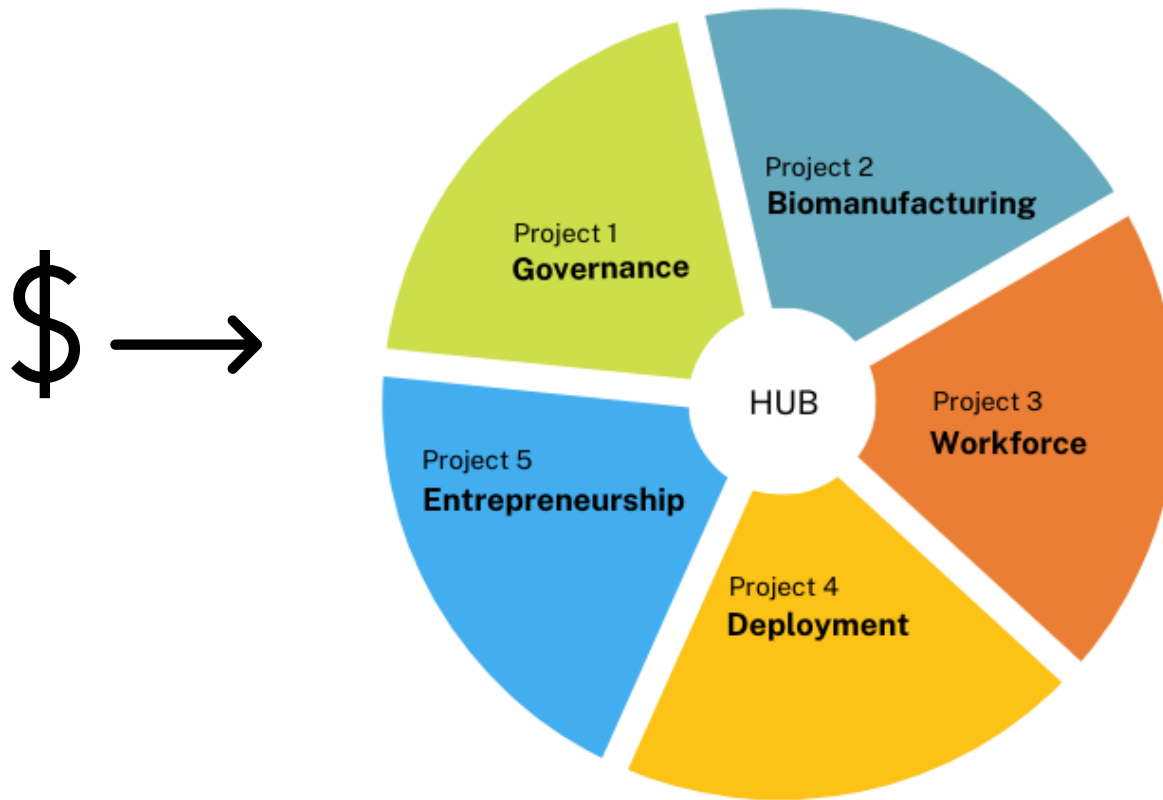 $
Project 1
Governance
Project 2
Biomanufacturing
Project 3
Workforce
Project 4
Deployment
Project 5
Entrepreneurship
HUB